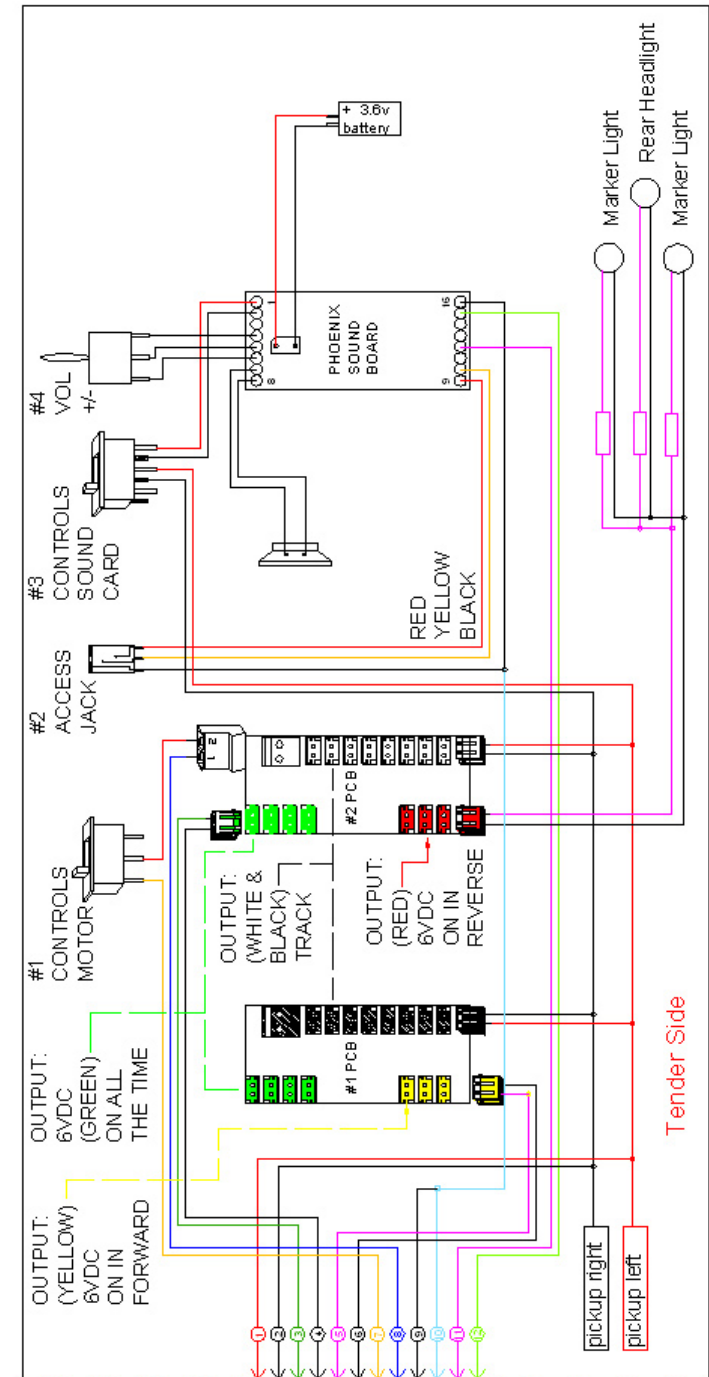 + 3.6v
battery
Marker Light
Rear Headlight
Marker Light
#4
VOL
+/-
1
16
8
9
PHOENIX
SOUND
BOARD
#3
CONTROLS
SOUND
CARD
RED
YELLOW
BLACK
#2
ACCESS
JACK
1 2
#2 PCB
#1
CONTROLS
MOTOR
OUTPUT:
(WHITE &
BLACK)
TRACK
OUTPUT:
(RED)
6VDC
ON IN
REVERSE
#1 PCB
OUTPUT:
6VDC
(GREEN)
ON ALL
THE TIME
OUTPUT:
(YELLOW)
6VDC
ON IN
FORWARD
Tender Side
1
2
3
4
5
6
7
8
9
10
11
12
pickup right
pickup left